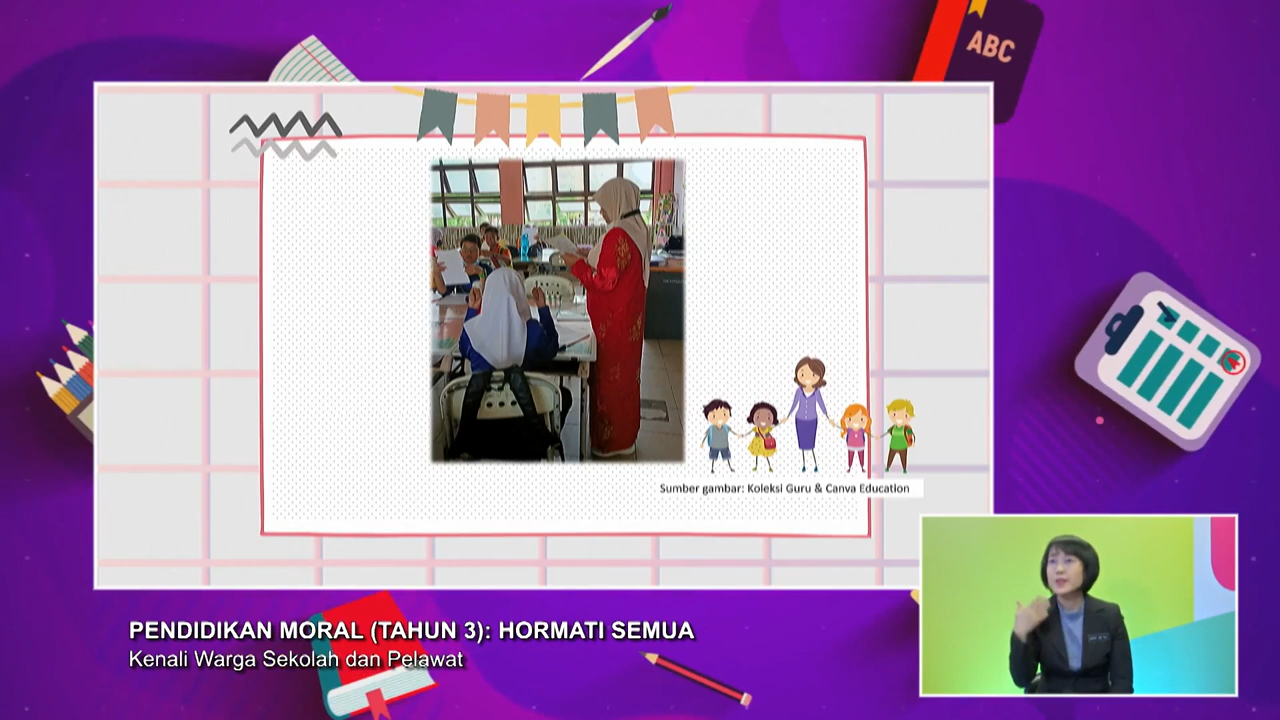 ABC
Sumber gambar: Koleksi Guru & Canva Education
PENDIDIKAN MORAL (TAHUN 3): HORMATI SEMUA
Kenali Warga Sekolah dan Pelawat